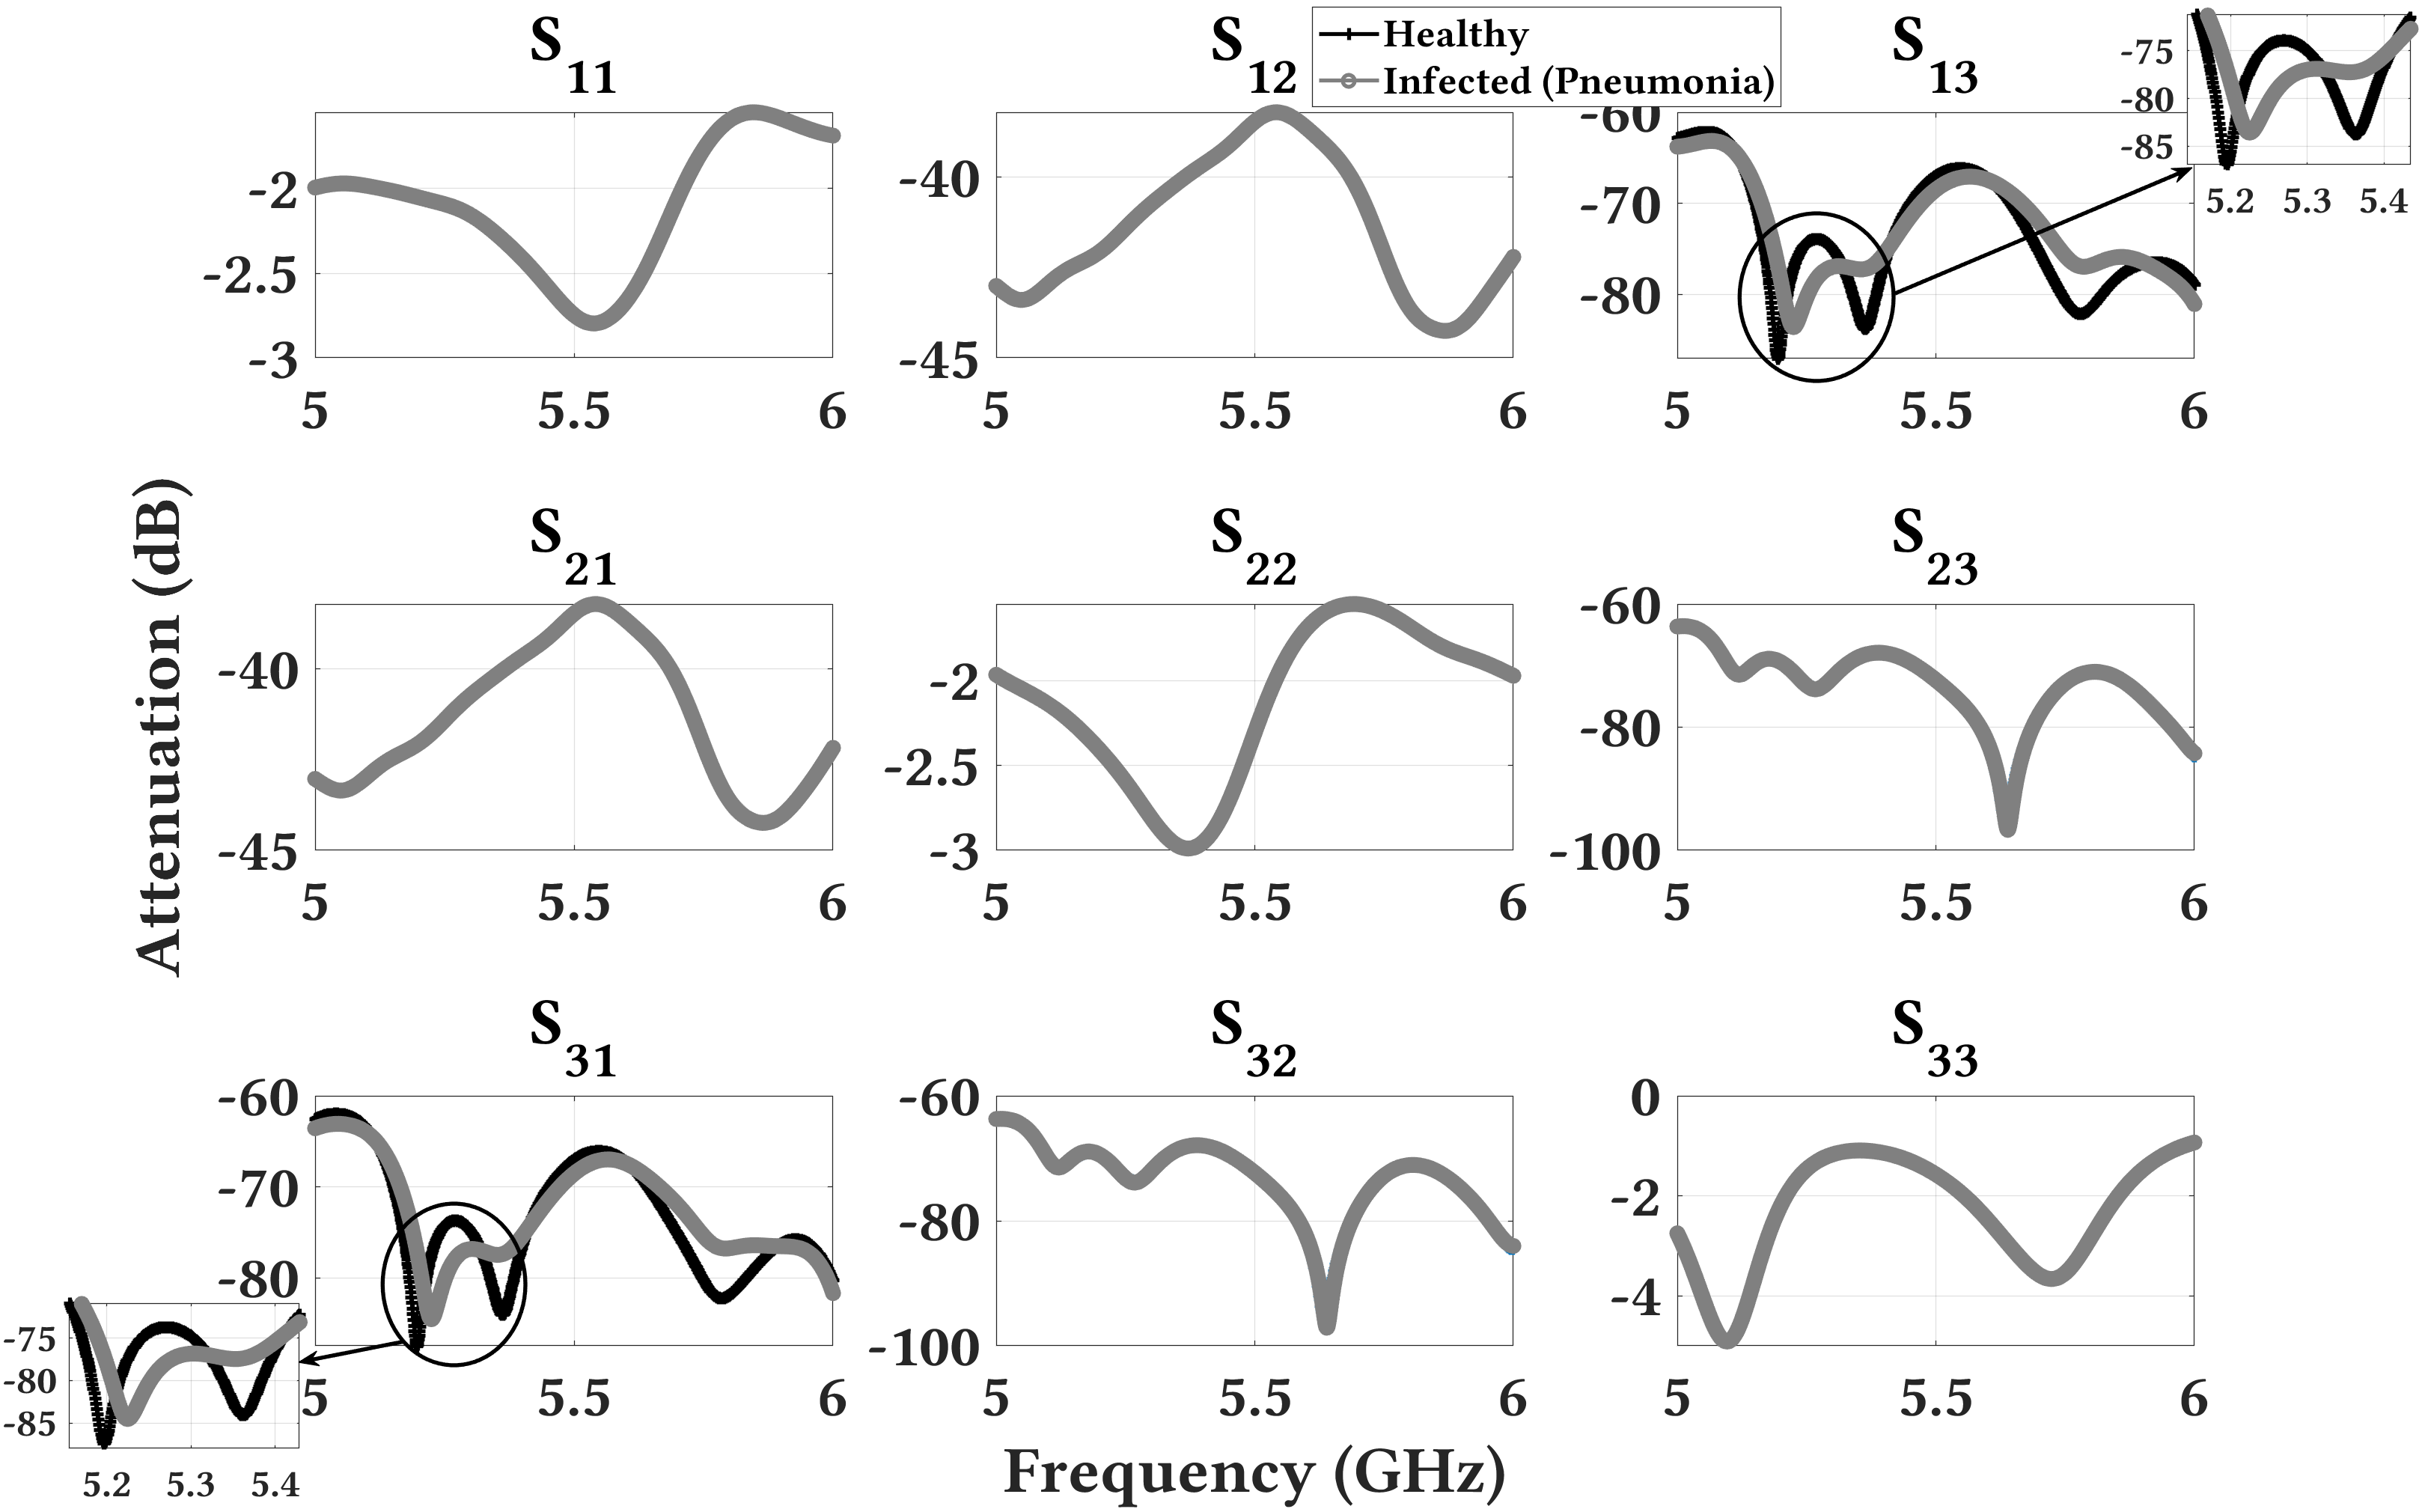 Healthy
Infected (Pneumonia)
S11
-2
-2.5
-3
5 5.5 6
S12
-40
-45
5 5.5 6
S13
-60
-70
-80
5 5.5 6
-75
-80
-85
5.2 5.3 5.4
Attenuation (dB)
S21
-40
-45
5 5.5 6
S22
-2
-2.5
-3
5 5.5 6
S23
-60
-80
-100
5 5.5 6
S31
-60
-70
-80
5 5.5 6
-75
-80
-85
5.2 5.3 5.4
S32
-60
-80
-100
5 5.5 6
S33
0
-2
-4
5 5.5 6
Frequency (GHz)